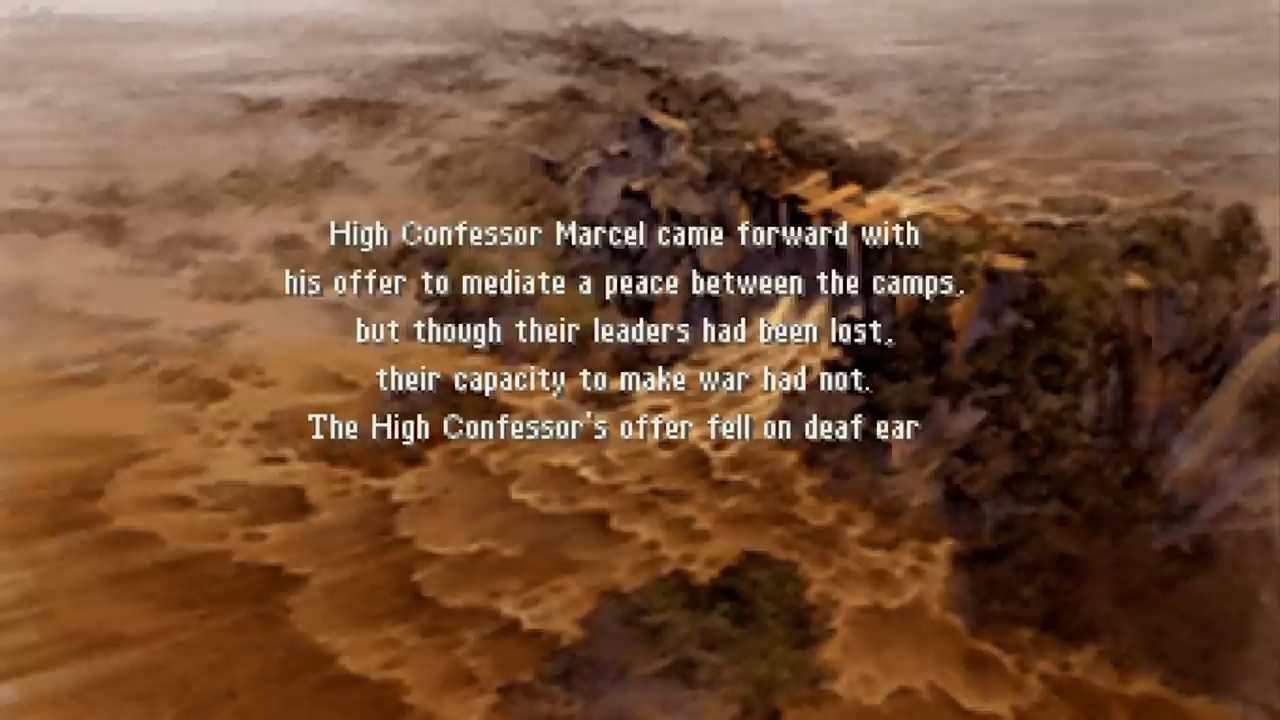 High Confessor Marcel came forward with
his offer to mediate a peace between the camps,
but though their leaders had been lost,
their capacity to make war had not.
The High Confessor's offer fell on deaf ear